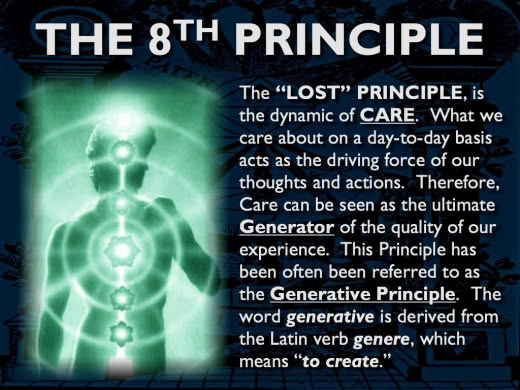 THE 8TH PRINCIPLE
The “LOST” PRINCIPLE, is
the dynamic of CARE. What we
care about on a day-to-day basis
acts as the driving force of our
thoughts and actions. Therefore,
Care can be seen as the ultimate
Generator of the quality of our
experience. This Principle has
been often been referred to as
the Generative Principle. The
word generative is derived from
the Latin verb genere, which
means “to create.”